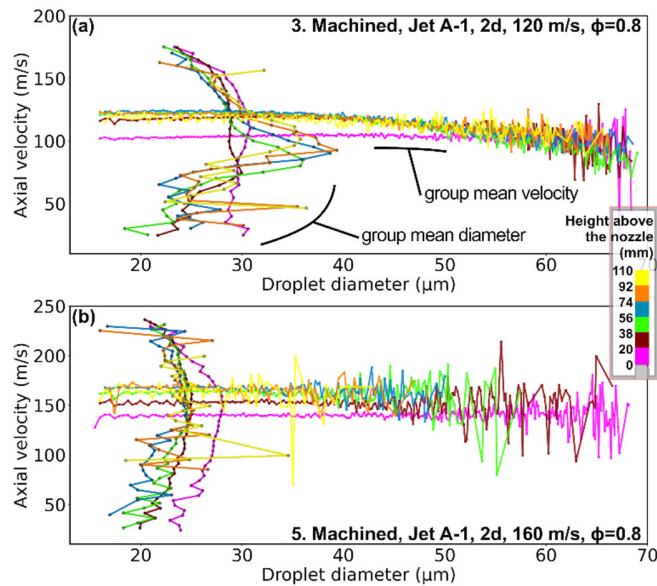 (a)
3. Machined, Jet A-1, 2d, 120 m/s, ϕ=0.8
Axial velocity (m/s)
200
150
100
50
group mean velocity
group mean diameter
20
30
40
50
60
70
Droplet diameter (μm)
Height above
the nozzle
(mm)
110
92
74
56
38
20
0
(b)
Axial velocity (m/s)
250
200
150
100
50
5. Machined, Jet A-1, 2d, 160 m/s, ϕ=0.8
20
30
40
50
60
70
Droplet diameter (μm)